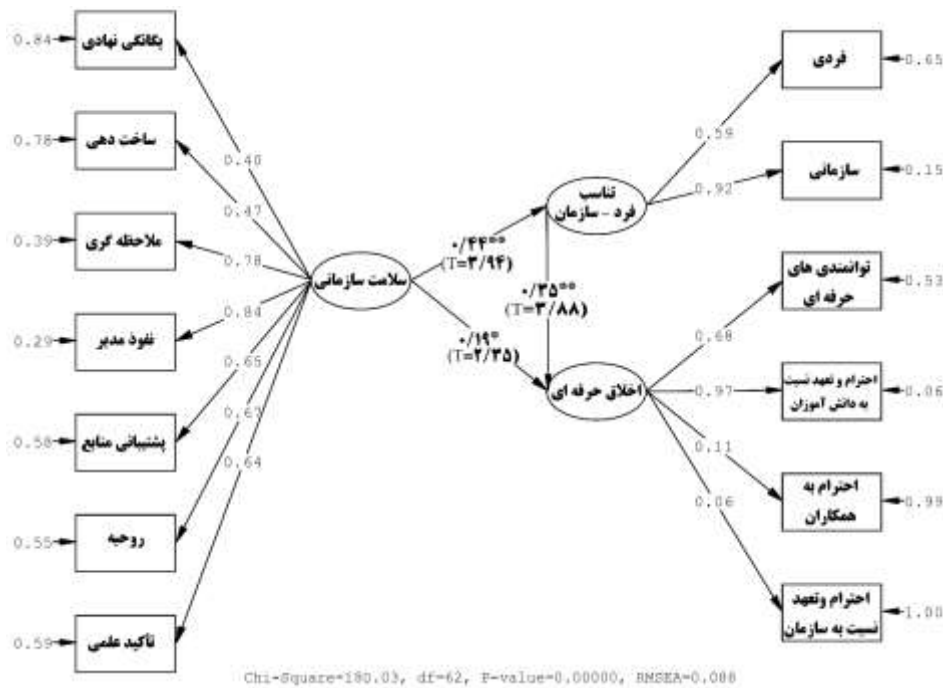 0.84
یگانگی نهادی
0.40
0.78
ساخت دهی
0.47
0.39
ملاحظه گری
0.78
0.29
نفوذ مدیر
0.84
0.58
پشتیبانی منابع
0.65
0.55
روحیه
0.67
0.59
تأکید علمی
0.64
سلامت سازمانی
۰/۴۴**
(T=۳/۹۴)
۰/۱۹*
(T=۲/۳۵)
۰/۳۵**
(T=۳/۸۸)
تناسب
فرد - سازمان
اخلاق حرفه ای
0.59
فردی
0.65
0.92
سازمانی
0.15
0.68
توانمندی های
حرفه ای
0.53
0.97
احترام و تعهد نسبت
به دانش آموزان
0.06
0.11
احترام به
همکاران
0.99
0.06
احترام وتعهد
نسبت به سازمان
1.00
Chi-Square=180.03, df=62, P-value=0.00000, RMSEA=0.088